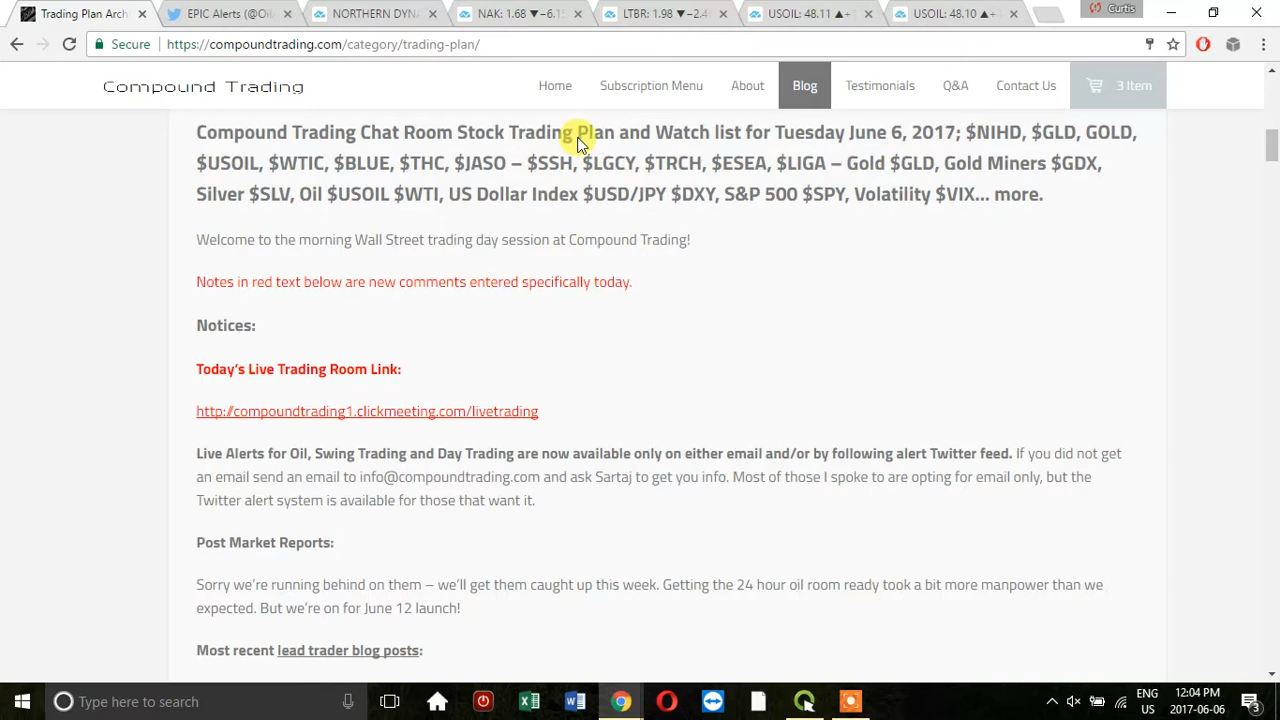 Trading Plan Arch
EPIC Alerts (@Oil
NORTHERN DYNA
NAK: 1.68 ▼−6.15
LTBR: 1.98 ▼−2.4
USOIL: 48.11 ▲+
USOIL: 48.10 ▲+
Curtis
Secure
https://compoundtrading.com/category/trading-plan/
Compound Trading
Home
Subscription Menu
About
Blog
Testimonials
Q&A
Contact Us
3 Item
Compound Trading Chat Room Stock Trading Plan and Watch list for Tuesday June 6, 2017; $NIHD, $GLD, GOLD,
$USOIL, $WTIC, $BLUE, $THC, $JASO – $SSH, $LGCY, $TRCH, $ESEA, $LIGA – Gold $GLD, Gold Miners $GDX,
Silver $SLV, Oil $USOIL $WTI, US Dollar Index $USD/JPY $DXY, S&P 500 $SPY, Volatility $VIX... more.
Welcome to the morning Wall Street trading day session at Compound Trading!
Notes in red text below are new comments entered specifically today.
Notices:
Today's Live Trading Room Link:
http://compoundtrading1.clickmeeting.com/livetrading
Live Alerts for Oil, Swing Trading and Day Trading are now available only on either email and/or by following alert Twitter feed. If you did not get
an email send an email to info@compoundtrading.com and ask Sartaj to get you info. Most of those I spoke to are opting for email only, but the
Twitter alert system is available for those that want it.
Post Market Reports:
Sorry we're running behind on them – we'll get them caught up this week. Getting the 24 hour oil room ready took a bit more manpower than we
expected. But we're on for June 12 launch!
Most recent lead trader blog posts:
Type here to search
ENG
US
12:04 PM
2017-06-06
3